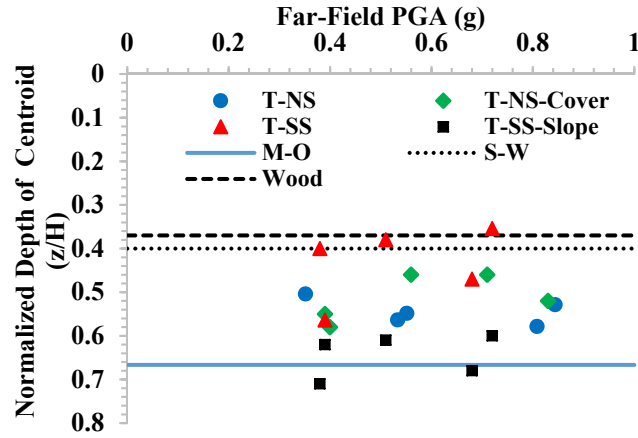 Far-Field PGA (g)
0 0.2 0.4 0.6 0.8 1
0
0.1
0.2
0.3
0.4
0.5
0.6
0.7
0.8
Normalized Depth of Centroid
(z/H)
T-NS T-NS-Cover
T-SS T-SS-Slope
M-O S-W
Wood